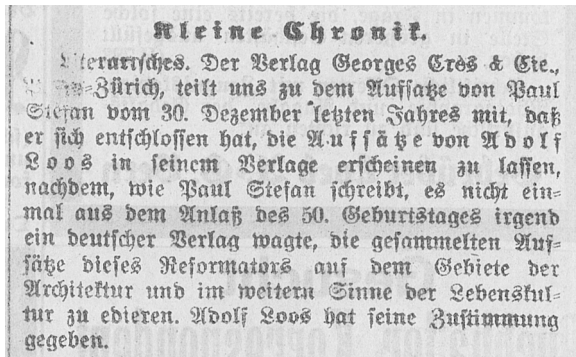 Kleine Chronik.
Literarisches. Der Verlag Georges Crès & Cie.,
Zürich, teilt uns zu dem Aufsatze von Paul
Stefan vom 30. Dezember letzten Jahres mit, daß
er sich entschlossen hat, die Aufsätze von Adolf
Loos in seinem Verlage erscheinen zu lassen,
nachdem, wie Paul Stefan schreibt, es nicht ein-
mal aus dem Anlaß des 50. Geburtstages irgend
ein deutscher Verlag wagte, die gesammelten Auf-
sätze dieses Reformators auf dem Gebiete der
Architektur und im weitern Sinne der Lebenskul-
tur zu edieren. Adolf Loos hat seine Zustimmung
gegeben.